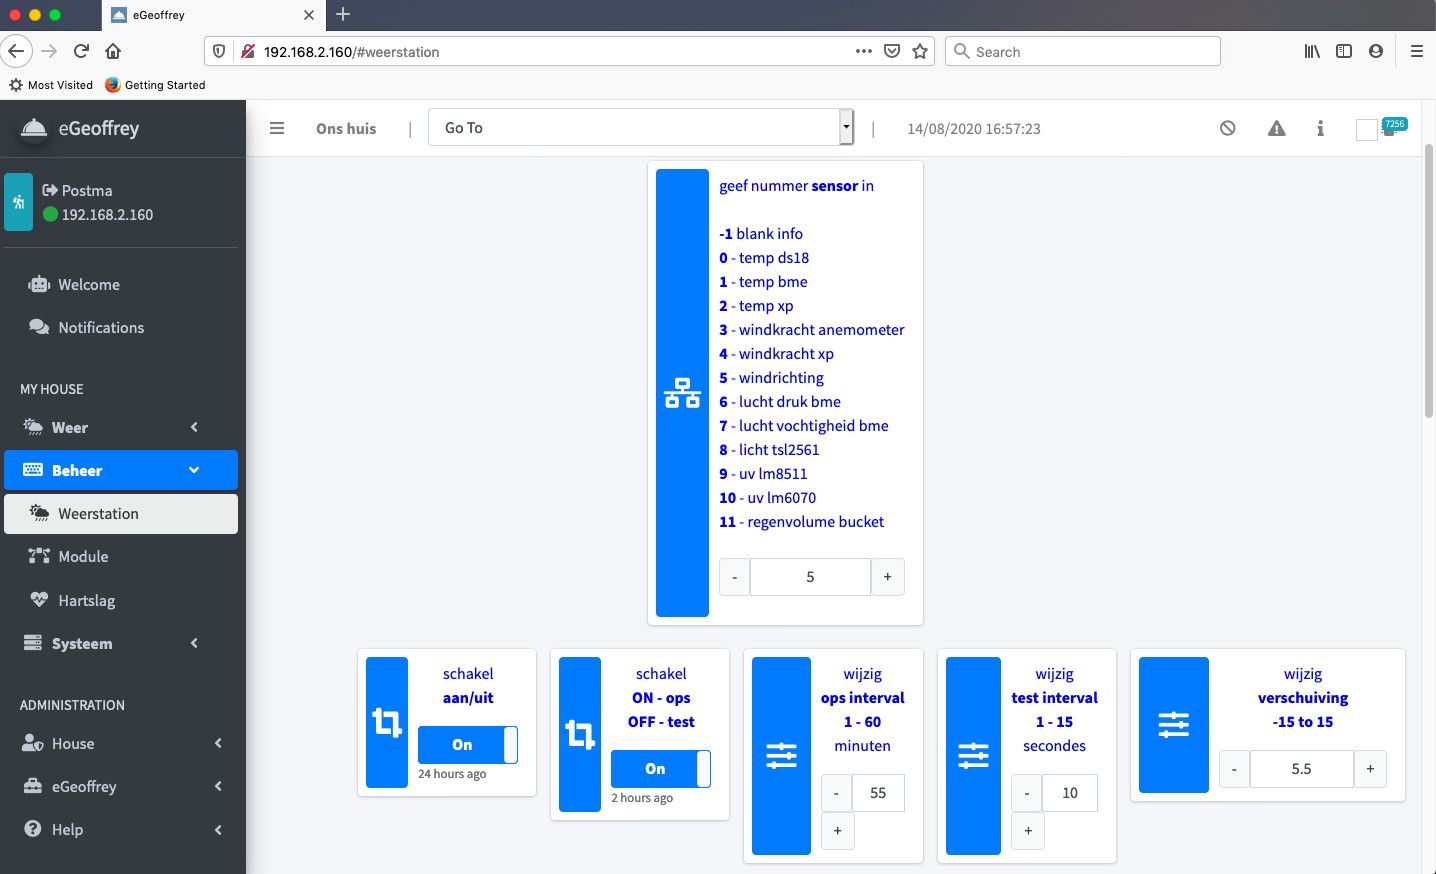 eGeoffrey
192.168.2.160/#weerstation
Search
Most Visited
Getting Started
eGeoffrey
Ons huis | Go To | 14/08/2020 16:57:23
7256
Postma
192.168.2.160
Welcome
Notifications
MY HOUSE
Weer
Beheer
Weerstation
Module
Hartslag
Systeem
ADMINISTRATION
House
eGeoffrey
Help
geef nummer sensor in
-1 blank info
0 - temp ds18
1 - temp bme
2 - temp xp
3 - windkracht anemometer
4 - windkracht xp
5 - windrichting
6 - lucht druk bme
7 - lucht vochtigheid bme
8 - licht tsl2561
9 - uv lm8511
10 - uv lm6070
11 - regenvolume bucket
- 5 +
schakel
aan/uit
On
24 hours ago
schakel
ON - ops
OFF - test
On
2 hours ago
wijzig
ops interval
1 - 60
minuten
- 55
+
wijzig
test interval
1 - 15
secondes
- 10
+
wijzig
verschuiving
-15 to 15
- 5.5 +